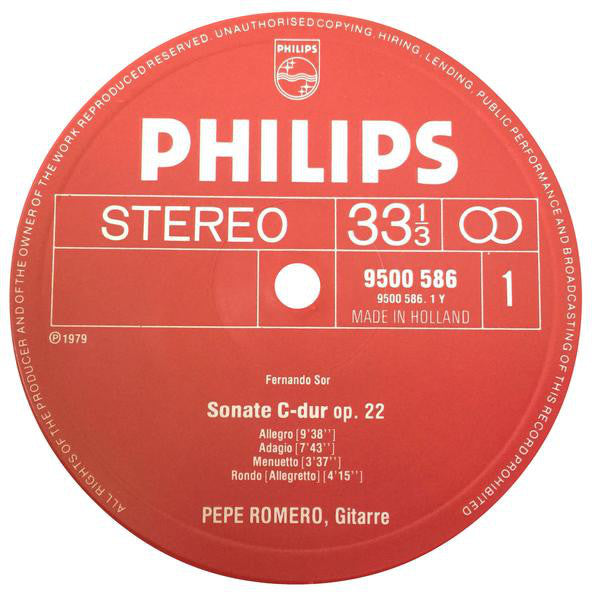 ALL RIGHTS OF THE PRODUCER AND OF THE OWNER OF THE WORK REPRODUCED RESERVED. UNAUTHORISED COPYING, HIRING, LENDING, PUBLIC PERFORMANCE AND BROADCASTING OF THIS RECORD PROHIBITED
PHILIPS
PHILIPS
STEREO
33 1/3
9500 586
9500 586. 1 Y
MADE IN HOLLAND
1
Ⓟ1979
Fernando Sor
Sonate C-dur op. 22
Allegro [9'38'']
Adagio [7'43'']
Menuetto [3'37'']
Rondo [Allegretto] [4'15'']
PEPE ROMERO, Gitarre